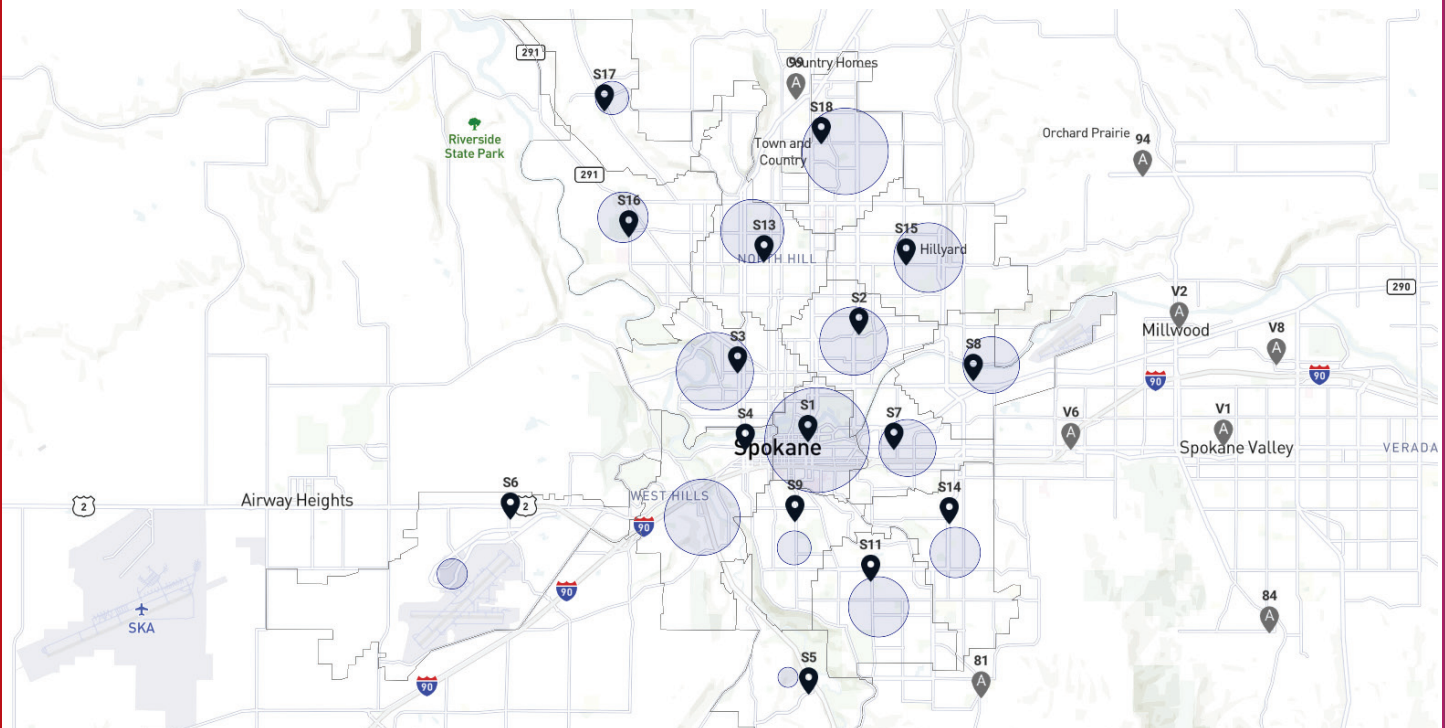 291
99
Country Homes
S17
A
S18
Riverside
State Park
Town and
Country
Orchard Prairie
94
A
291
S16
S13
S15
Hillyard
NORTH HILL
290
S2
V2
A
Millwood
V8
A
S3
S8
90
90
S4
S1
S7
V6
A
V1
A
Spokane
Spokane Valley
VERADA
S6
2
Airway Heights
2
WEST HILLS
90
S9
S14
S11
90
SKA
84
A
S5
81
A
90